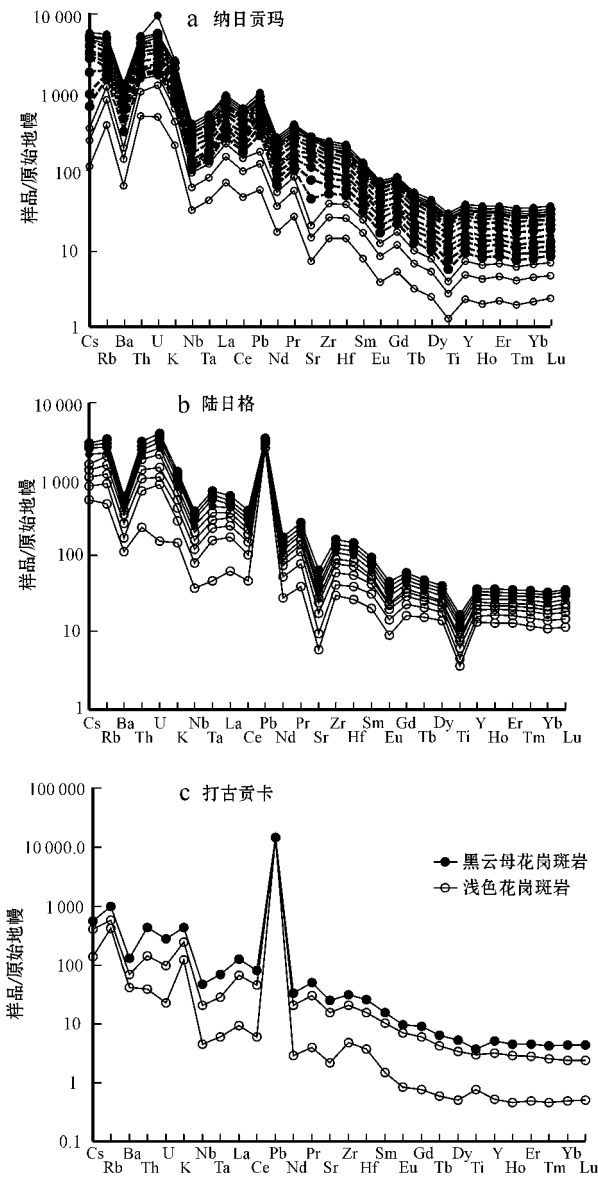 a 纳日贡玛
10 000
1 000
100
10
1
样品/原始地幔
Cs Ba U Nb La Pb Pr Zr Sm Gd Dy Y Er Yb
Rb Th K Ta Ce Nd Sr Hf Eu Tb Ti Ho Tm Lu
b 陆日格
10 000
1 000
100
10
1
样品/原始地幔
Cs Ba U Nb La Pb Pr Zr Sm Gd Dy Y Er Yb
Rb Th K Ta Ce Nd Sr Hf Eu Tb Ti Ho Tm Lu
c 打古贡卡
100 000
10 000.0
1 000
100
10
1
0.1
样品/原始地幔
黑云母花岗斑岩
浅色花岗斑岩
Cs Ba U Nb La Pb Pr Zr Sm Eu Dy Y Er Yb
Rb Th K Ta Ce Nd Sr Hf Gd Tb Ti Ho Tm Lu